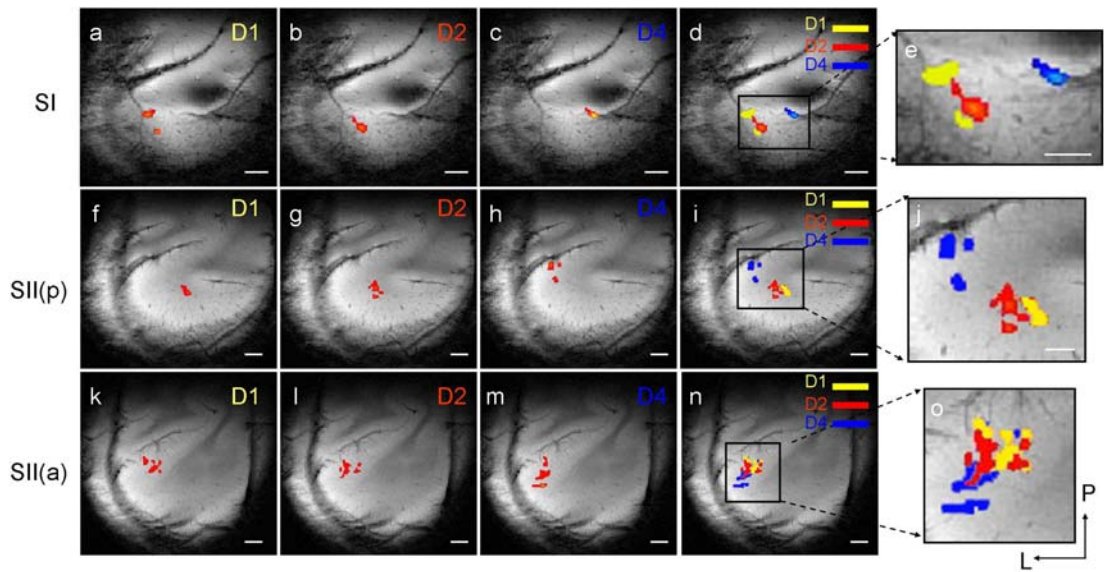 a D1
b D2
c D4
d D1
D2
D4
e
SI
f D1
g D2
h D4
i D1
D2
D4
j
SII(p)
k D1
l D2
m D4
n D1
D2
D4
o
SII(a)
P
L